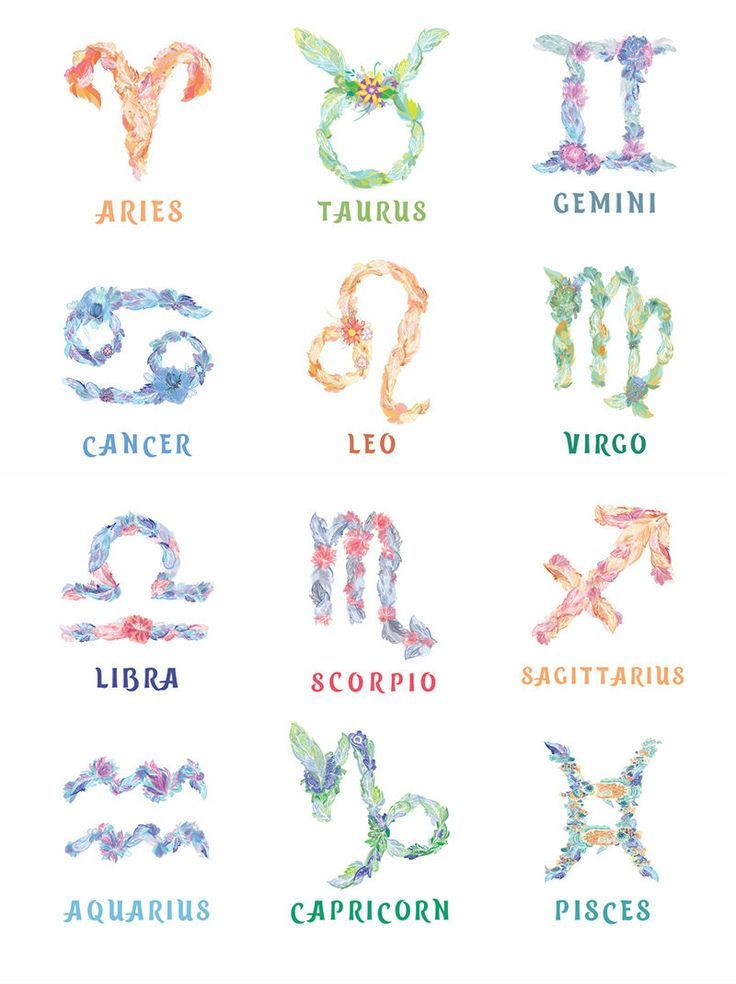 ARIES
TAURUS
GEMINI
CANCER
LEO
VIRGO
LIBRA
SCORPIO
SAGITTARIUS
AQUARIUS
CAPRICORN
PISCES